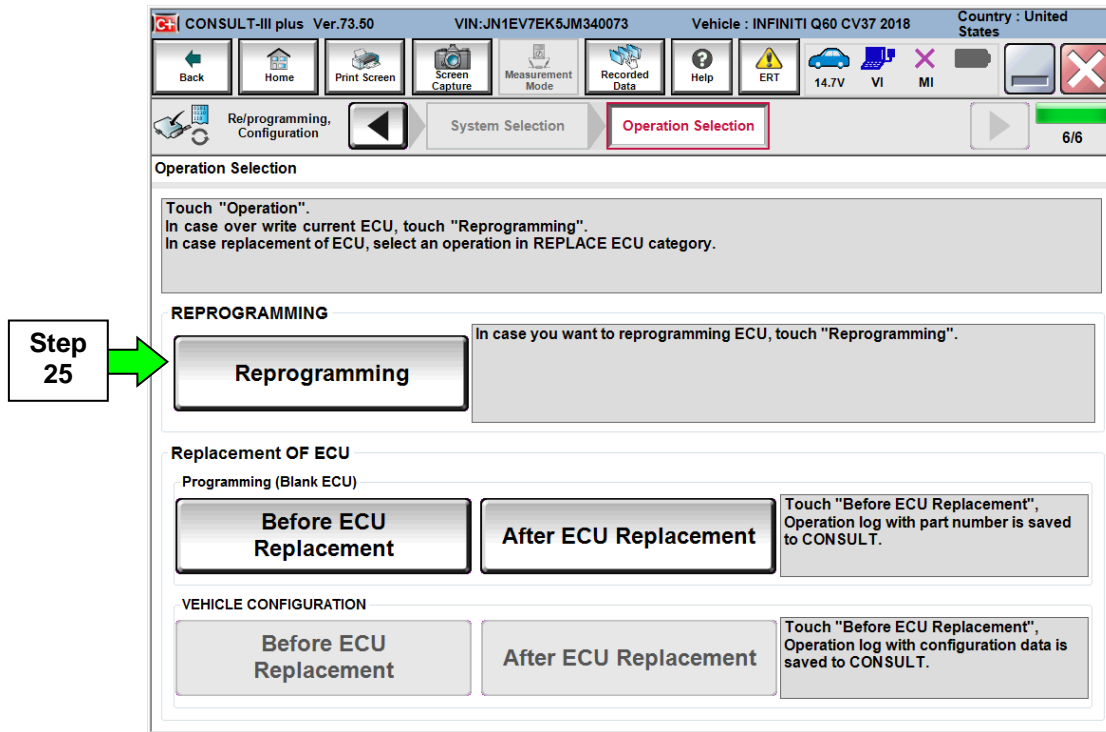 C+ CONSULT-III plus Ver.73.50 VIN:JN1EV7EK5JM340073 Vehicle : INFINITI Q60 CV37 2018 Country : United
States
Back
Home
Print Screen
Screen
Capture
Measurement
Mode
Recorded
Data
Help
ERT
14.7V
VI
MI
Re/programming,
Configuration
System Selection
Operation Selection
6/6
Operation Selection
Touch "Operation".
In case over write current ECU, touch "Reprogramming".
In case replacement of ECU, select an operation in REPLACE ECU category.
REPROGRAMMING
Step
25
Reprogramming
In case you want to reprogramming ECU, touch "Reprogramming".
Replacement OF ECU
Programming (Blank ECU)
Before ECU
Replacement
After ECU Replacement
Touch "Before ECU Replacement",
Operation log with part number is saved
to CONSULT.
VEHICLE CONFIGURATION
Before ECU
Replacement
After ECU Replacement
Touch "Before ECU Replacement",
Operation log with configuration data is
saved to CONSULT.